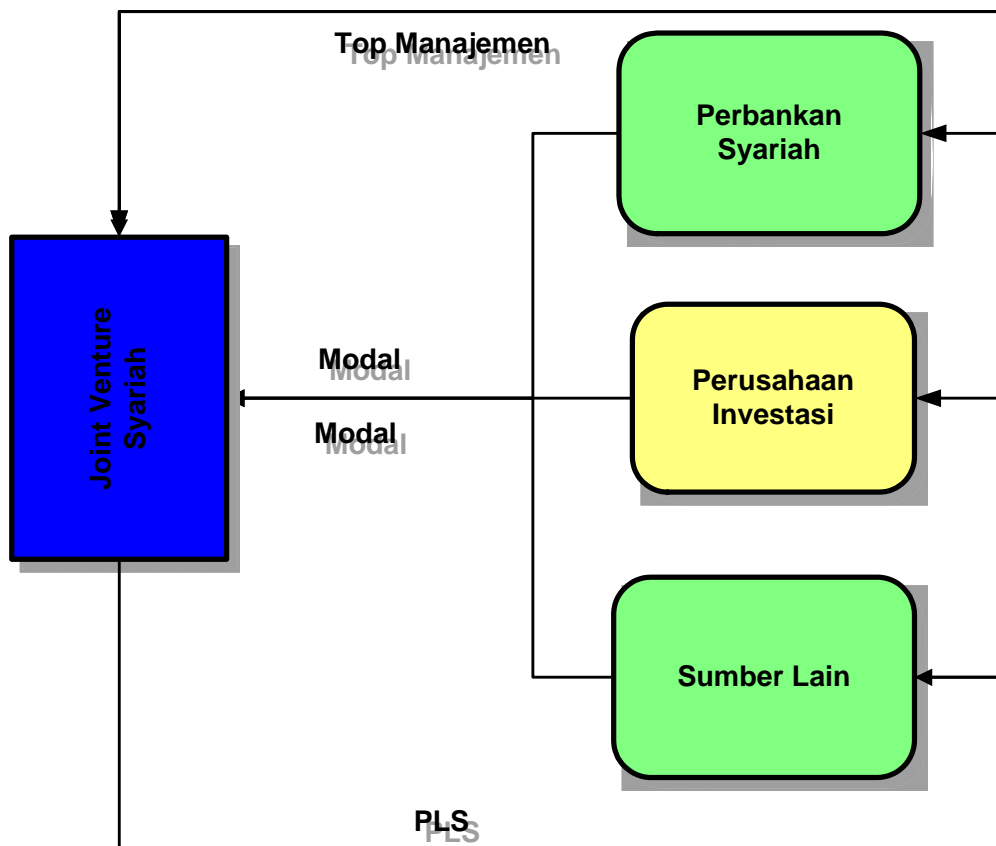 Top Manajemen
Perbankan
Syariah
Joint Venture
Syariah
Modal
Modal
Perusahaan
Investasi
Sumber Lain
PLS